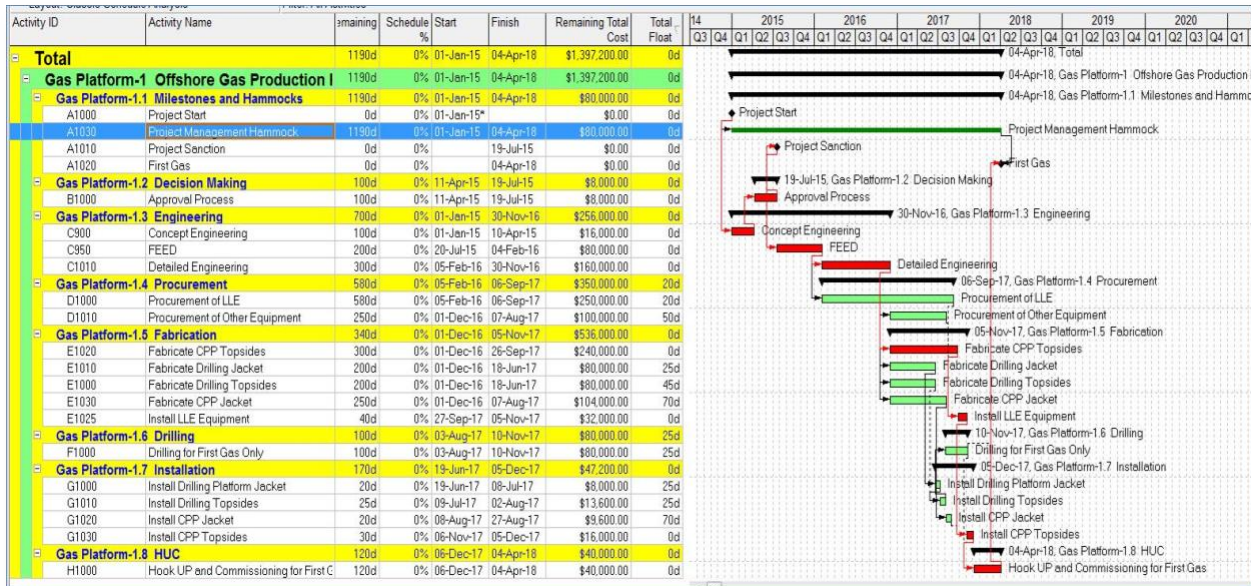 Activity ID Activity Name emaining Schedule % Start Finish Remaining Total Cost Total Float
14 2015 2016 2017 2018 2019 2020
Q3 Q4 Q1 Q2 Q3 Q4 Q1 Q2 Q3 Q4 Q1 Q2 Q3 Q4 Q1 Q2 Q3 Q4 Q1 Q2 Q3 Q4 Q1 Q2 Q3 Q4 Q1
Total 1190d 0% 01-Jan-15 04-Apr-18 $1,397,200.00 0d 04-Apr-18, Total
Gas Platform-1 Offshore Gas Production 1190d 0% 01-Jan-15 04-Apr-18 $1,397,200.00 0d 04-Apr-18, Gas Platform-1 Offshore Gas Production
Gas Platform-1.1 Milestones and Hammocks 1190d 0% 01-Jan-15 04-Apr-18 $80,000.00 0d 04-Apr-18, Gas Platform-1.1 Milestones and Hammo
A1000 Project Start 0d 0% 01-Jan-15* $0.00 0d Project Start
A1030 Project Management Hammock 1190d 0% 01-Jan-15 04-Apr-18 $80,000.00 0d Project Management Hammock
A1010 Project Sanction 0d 0% 19-Jul-15 $0.00 0d Project Sanction
A1020 First Gas 0d 0% 04-Apr-18 $0.00 0d First Gas
Gas Platform-1.2 Decision Making 100d 0% 11-Apr-15 19-Jul-15 $8,000.00 0d 19-Jul-15, Gas Platform-1.2 Decision Making
B1000 Approval Process 100d 0% 11-Apr-15 19-Jul-15 $8,000.00 0d Approval Process
Gas Platform-1.3 Engineering 700d 0% 01-Jan-15 30-Nov-16 $256,000.00 0d 30-Nov-16, Gas Platform-1.3 Engineering
C900 Concept Engineering 100d 0% 01-Jan-15 10-Apr-15 $16,000.00 0d Concept Engineering
C950 FEED 200d 0% 20-Jul-15 04-Feb-16 $80,000.00 0d FEED
C1010 Detailed Engineering 300d 0% 05-Feb-16 30-Nov-16 $160,000.00 0d Detailed Engineering
Gas Platform-1.4 Procurement 580d 0% 05-Feb-16 06-Sep-17 $350,000.00 20d 06-Sep-17, Gas Platform-1.4 Procurement
D1000 Procurement of LLE 580d 0% 05-Feb-16 06-Sep-17 $250,000.00 20d Procurement of LLE
D1010 Procurement of Other Equipment 250d 0% 01-Dec-16 07-Aug-17 $100,000.00 50d Procurement of Other Equipment
Gas Platform-1.5 Fabrication 340d 0% 01-Dec-16 05-Nov-17 $536,000.00 0d 05-Nov-17, Gas Platform-1.5 Fabrication
E1020 Fabricate CPP Topsides 300d 0% 01-Dec-16 26-Sep-17 $240,000.00 0d Fabricate CPP Topsides
E1010 Fabricate Drilling Jacket 200d 0% 01-Dec-16 18-Jun-17 $80,000.00 25d Fabricate Drilling Jacket
E1000 Fabricate Drilling Topsides 200d 0% 01-Dec-16 18-Jun-17 $80,000.00 45d Fabricate Drilling Topsides
E1030 Fabricate CPP Jacket 250d 0% 01-Dec-16 07-Aug-17 $104,000.00 70d Fabricate CPP Jacket
E1025 Install LLE Equipment 40d 0% 27-Sep-17 05-Nov-17 $32,000.00 0d Install LLE Equipment
Gas Platform-1.6 Drilling 100d 0% 03-Aug-17 10-Nov-17 $80,000.00 25d 10-Nov-17, Gas Platform-1.6 Drilling
F1000 Drilling for First Gas Only 100d 0% 03-Aug-17 10-Nov-17 $80,000.00 25d Drilling for First Gas Only
Gas Platform-1.7 Installation 170d 0% 19-Jun-17 05-Dec-17 $47,200.00 0d 05-Dec-17, Gas Platform-1.7 Installation
G1000 Install Drilling Platform Jacket 20d 0% 19-Jun-17 08-Jul-17 $8,000.00 25d Install Drilling Platform Jacket
G1010 Install Drilling Topsides 25d 0% 09-Jul-17 02-Aug-17 $13,600.00 25d Install Drilling Topsides
G1020 Install CPP Jacket 20d 0% 08-Aug-17 27-Aug-17 $9,600.00 70d Install CPP Jacket
G1030 Install CPP Topsides 30d 0% 06-Nov-17 05-Dec-17 $16,000.00 0d Install CPP Topsides
Gas Platform-1.8 HUC 120d 0% 06-Dec-17 04-Apr-18 $40,000.00 0d 04-Apr-18, Gas Platform-1.8 HUC
H1000 Hook UP and Commissioning for First G 120d 0% 06-Dec-17 04-Apr-18 $40,000.00 0d Hook UP and Commissioning for First Gas